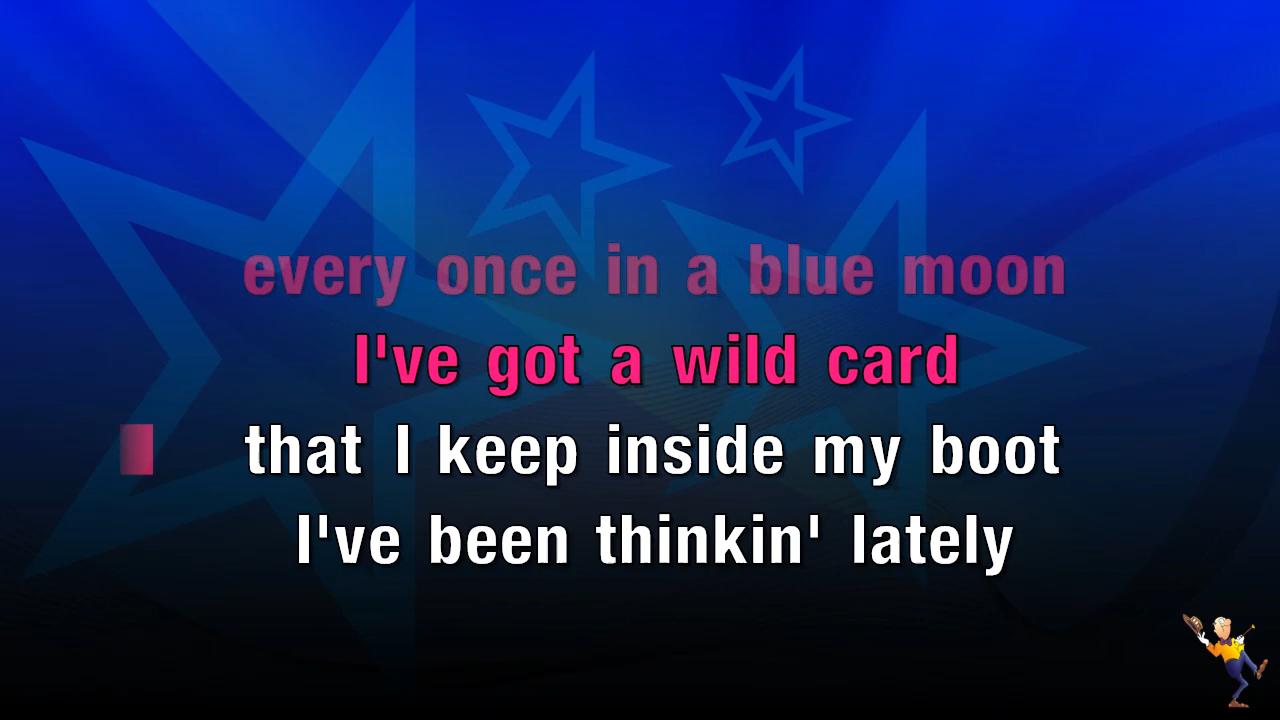 every once in a blue moon
I've got a wild card
that I keep inside my boot
I've been thinkin' lately